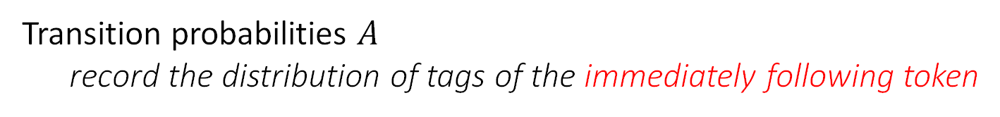 Transition probabilities A
record the distribution of tags of the immediately following token